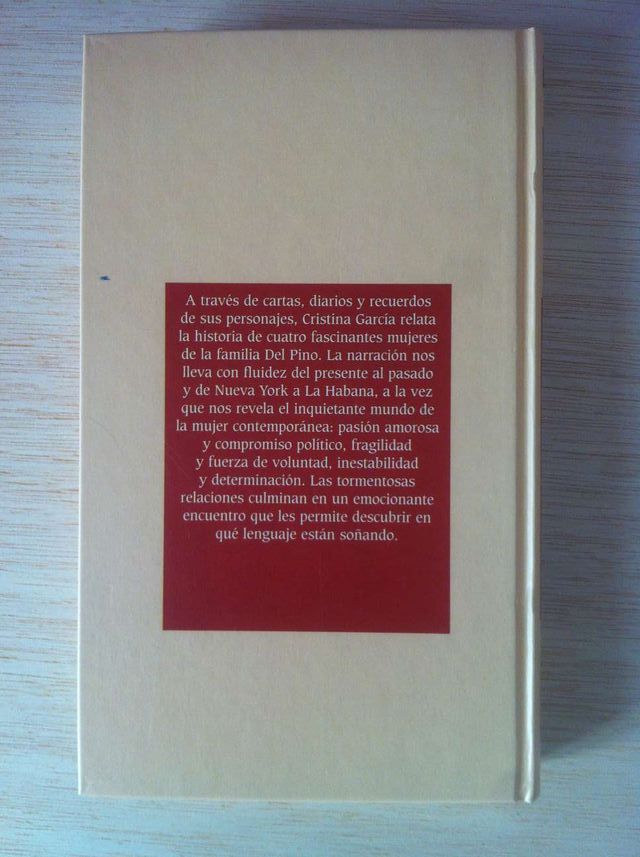 A través de cartas, diarios y recuerdos
de sus personajes, Cristina García relata
la historia de cuatro fascinantes mujeres
de la familia Del Pino. La narración nos
lleva con fluidez del presente al pasado
y de Nueva York a La Habana, a la vez
que nos revela el inquietante mundo de
la mujer contemporánea: pasión amorosa
y compromiso político, fragilidad
y fuerza de voluntad, inestabilidad
y determinación. Las tormentosas
relaciones culminan en un emocionante
encuentro que les permite descubrir en
qué lenguaje están soñando.